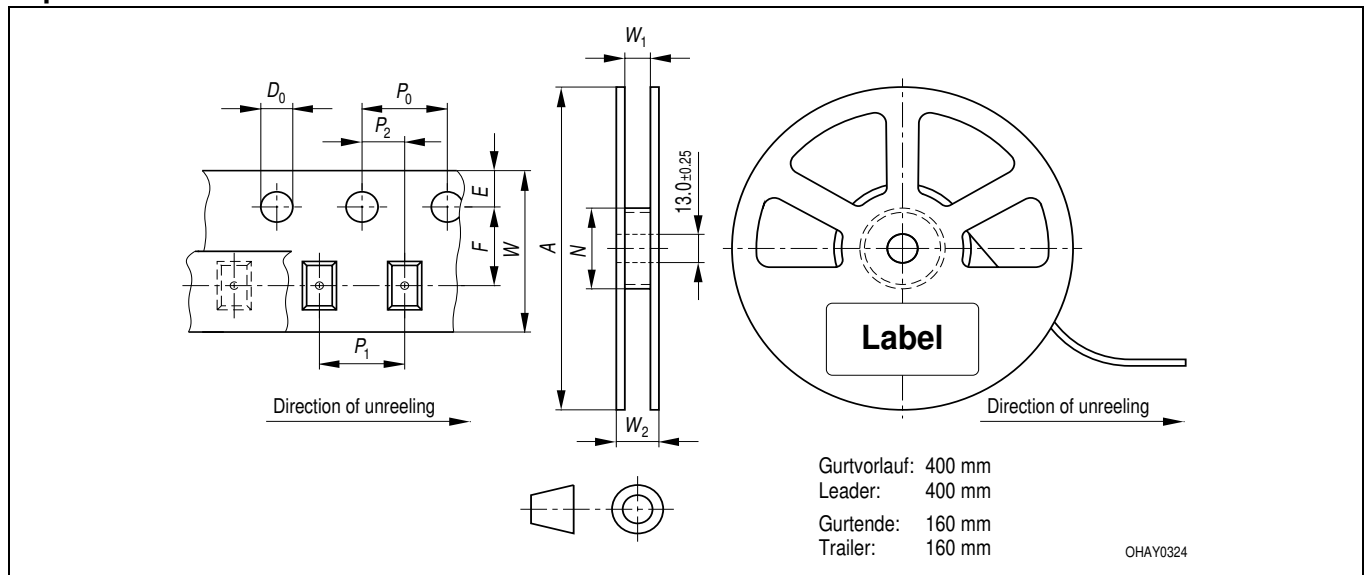 W1
D0
P0
P2
E
F
W
A
N
13.0±0.25
P1
Label
Direction of unreeling
W2
Direction of unreeling
Gurtvorlauf: 400 mm
Leader: 400 mm
Gurtende: 160 mm
Trailer: 160 mm
OHAY0324